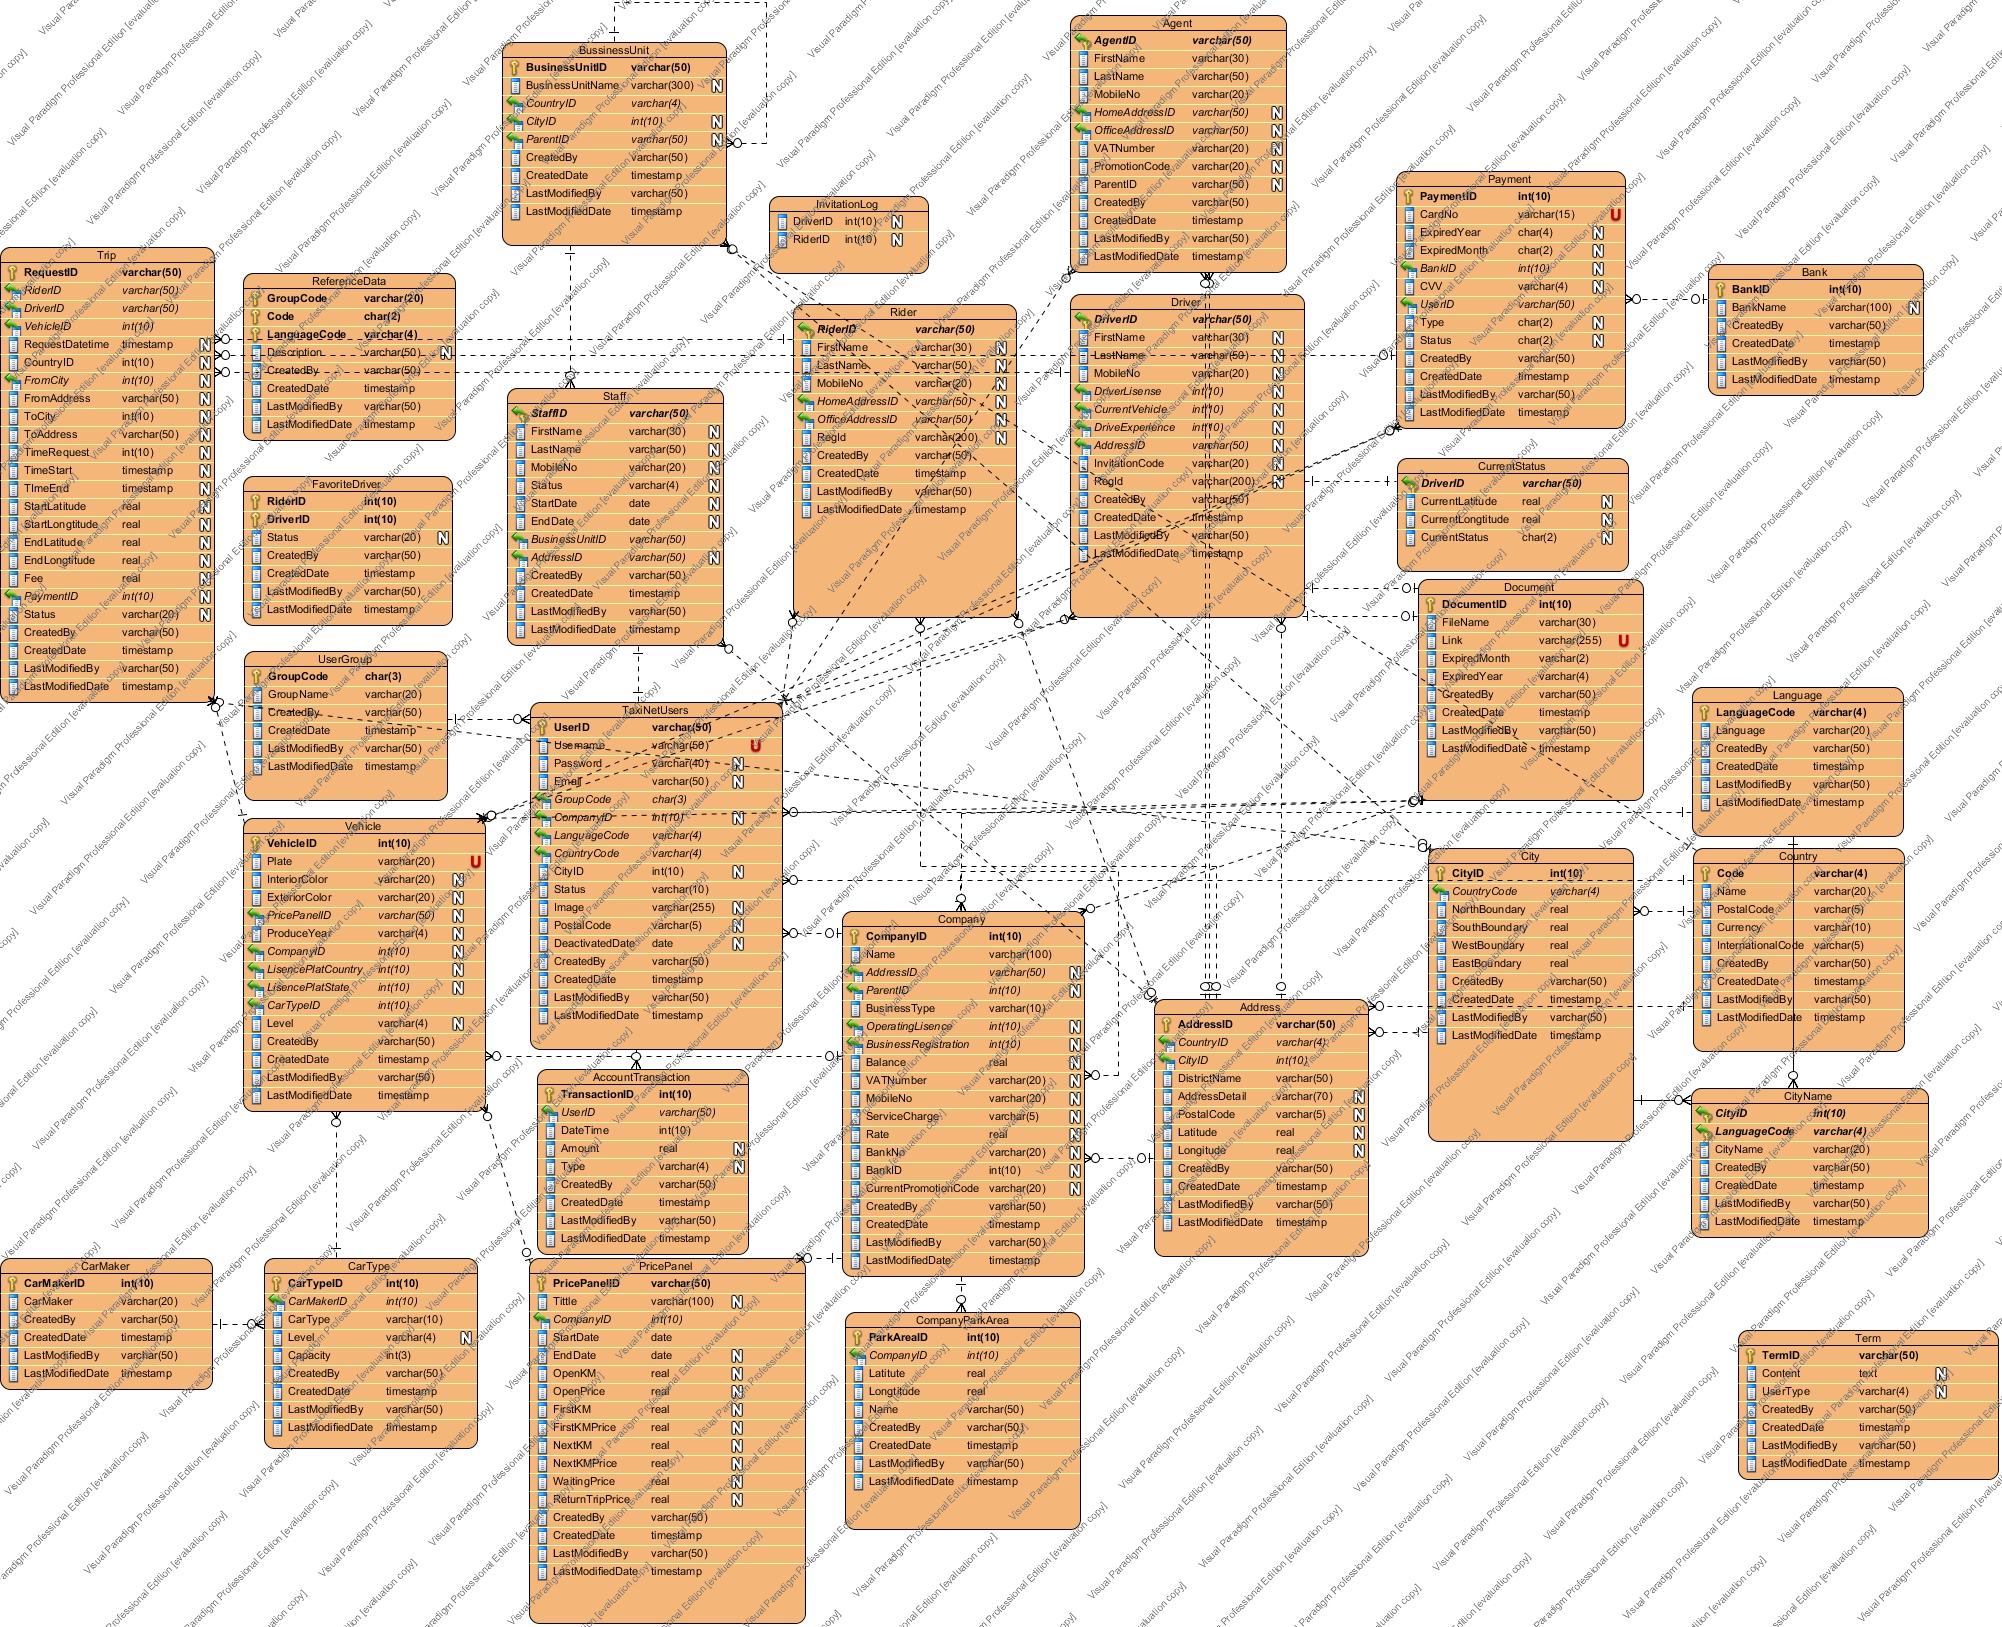 BussinessUnit
BusinessUnitID varchar(50)
BusinessUnitName varchar(300) N
CountryID varchar(4)
CityID int(10) N
ParentID varchar(50) N
CreatedBy varchar(50)
CreatedDate timestamp
LastModifiedBy varchar(50)
LastModifiedDate timestamp
Agent
AgentID varchar(50)
FirstName varchar(30)
LastName varchar(50)
MobileNo varchar(20)
HomeAddressID varchar(50) N
OfficeAddressID varchar(50) N
VATNumber varchar(20) N
PromotionCode varchar(20) N
ParentID varchar(50) N
CreatedBy varchar(50)
CreatedDate timestamp
LastModifiedBy varchar(50)
LastModifiedDate timestamp
InvitationLog
DriverID int(10) N
RiderID int(10) N
Payment
PaymentID int(10)
CardNo varchar(15) U
ExpiredYear char(4) N
ExpiredMonth char(2) N
BankID int(10) N
CVV varchar(4) N
UserID varchar(50)
Type char(2) N
Status char(2) N
CreatedBy varchar(50)
CreatedDate timestamp
LastModifiedBy varchar(50)
LastModifiedDate timestamp
Bank
BankID int(10)
BankName varchar(100) N
CreatedBy varchar(50)
CreatedDate timestamp
LastModifiedBy varchar(50)
LastModifiedDate timestamp
Trip
RequestID varchar(50)
RiderID varchar(50)
DriverID varchar(50)
VehicleID int(10)
RequestDatetime timestamp N
CountryID int(10) N
FromCity int(10) N
FromAddress varchar(50) N
ToCity int(10) N
ToAddress varchar(50) N
TimeRequest int(10) N
TimeStart timestamp N
TImeEnd timestamp N
StartLatitude real N
StartLongtitude real N
EndLatitude real N
EndLongtitude real N
Fee real N
PaymentID int(10) N
Status varchar(20) N
CreatedBy varchar(50)
CreatedDate timestamp
LastModifiedBy varchar(50)
LastModifiedDate timestamp
ReferenceData
GroupCode varchar(20)
Code char(2)
LanguageCode varchar(4)
Description varchar(50) N
CreatedBy varchar(50)
CreatedDate timestamp
LastModifiedBy varchar(50)
LastModifiedDate timestamp
Rider
RiderID varchar(50)
FirstName varchar(30) N
LastName varchar(50) N
MobileNo varchar(20) N
HomeAddressID varchar(50) N
OfficeAddressID varchar(50) N
RegId varchar(200) N
CreatedBy varchar(50)
CreatedDate timestamp
LastModifiedBy varchar(50)
LastModifiedDate timestamp
Driver
DriverID varchar(50)
FirstName varchar(30) N
LastName varchar(50) N
MobileNo varchar(20) N
DriverLisense int(10) N
CurrentVehicle int(10) N
DriveExperience int(10) N
AddressID varchar(50) N
InvitationCode varchar(20) N
RegId varchar(200) N
CreatedBy varchar(50)
CreatedDate timestamp
LastModifiedBy varchar(50)
LastModifiedDate timestamp
Staff
StaffID varchar(50)
FirstName varchar(30) N
LastName varchar(50) N
MobileNo varchar(20) N
Status varchar(4) N
StartDate date N
EndDate date N
BusinessUnitID varchar(50)
AddressID varchar(50) N
CreatedBy varchar(50)
CreatedDate timestamp
LastModifiedBy varchar(50)
LastModifiedDate timestamp
CurrentStatus
DriverID varchar(50)
CurrentLatitude real N
CurrentLongtitude real N
CurrentStatus char(2) N
FavoriteDriver
RiderID int(10)
DriverID int(10)
Status varchar(20) N
CreatedBy varchar(50)
CreatedDate timestamp
LastModifiedBy varchar(50)
LastModifiedDate timestamp
Document
DocumentID int(10)
FileName varchar(30)
Link varchar(255) U
ExpiredMonth varchar(2)
ExpiredYear varchar(4)
CreatedBy varchar(50)
CreatedDate timestamp
LastModifiedBy varchar(50)
LastModifiedDate timestamp
UserGroup
GroupCode char(3)
GroupName varchar(20)
CreatedBy varchar(50)
CreatedDate timestamp
LastModifiedBy varchar(50)
LastModifiedDate timestamp
TaxiNetUsers
UserID varchar(50)
Username varchar(50) U
Password varchar(40) N
Email varchar(50) N
GroupCode char(3)
CompanyID int(10) N
LanguageCode varchar(4)
CountryCode varchar(4)
CityID int(10) N
Status varchar(10)
Image varchar(255) N
PostalCode varchar(5) N
DeactivatedDate date N
CreatedBy varchar(50)
CreatedDate timestamp
LastModifiedBy varchar(50)
LastModifiedDate timestamp
Language
LanguageCode varchar(4)
Language varchar(20)
CreatedBy varchar(50)
CreatedDate timestamp
LastModifiedBy varchar(50)
LastModifiedDate timestamp
Vehicle
VehicleID int(10)
Plate varchar(20) U
InteriorColor varchar(20) N
ExteriorColor varchar(20) N
PricePanelID varchar(50) N
ProduceYear varchar(4) N
CompanyID int(10) N
LisencePlatCountry int(10) N
LisencePlatState int(10) N
CarTypeID int(10)
Level varchar(4) N
CreatedBy varchar(50)
CreatedDate timestamp
LastModifiedBy varchar(50)
LastModifiedDate timestamp
City
CityID int(10)
CountryCode varchar(4)
NorthBoundary real
SouthBoundary real
WestBoundary real
EastBoundary real
CreatedBy varchar(50)
CreatedDate timestamp
LastModifiedBy varchar(50)
LastModifiedDate timestamp
Country
Code varchar(4)
Name varchar(20)
PostalCode varchar(5)
Currency varchar(10)
InternationalCode varchar(5)
CreatedBy varchar(50)
CreatedDate timestamp
LastModifiedBy varchar(50)
LastModifiedDate timestamp
Company
CompanyID int(10)
Name varchar(100)
AddressID varchar(50) N
ParentID int(10) N
BusinessType varchar(10)
OperatingLisence int(10) N
BusinessRegistration int(10) N
Balance real N
VATNumber varchar(20) N
MobileNo varchar(20) N
ServiceCharge varchar(5) N
Rate real N
BankNo varchar(20) N
BankID int(10) N
CurrentPromotionCode varchar(20) N
CreatedBy varchar(50)
CreatedDate timestamp
LastModifiedBy varchar(50)
LastModifiedDate timestamp
Address
AddressID varchar(50)
CountryID varchar(4)
CityID int(10)
DistrictName varchar(50)
AddressDetail varchar(70) N
PostalCode varchar(5) N
Latitude real N
Longitude real N
CreatedBy varchar(50)
CreatedDate timestamp
LastModifiedBy varchar(50)
LastModifiedDate timestamp
AccountTransaction
TransactionID int(10)
UserID varchar(50)
DateTime int(10)
Amount real N
Type varchar(4) N
CreatedBy varchar(50)
CreatedDate timestamp
LastModifiedBy varchar(50)
LastModifiedDate timestamp
CityName
CityID int(10)
LanguageCode varchar(4)
CityName varchar(20)
CreatedBy varchar(50)
CreatedDate timestamp
LastModifiedBy varchar(50)
LastModifiedDate timestamp
CarMaker
CarMakerID int(10)
CarMaker varchar(20)
CreatedBy varchar(50)
CreatedDate timestamp
LastModifiedBy varchar(50)
LastModifiedDate timestamp
CarType
CarTypeID int(10)
CarMakerID int(10)
CarType varchar(10)
Level varchar(4) N
Capacity int(3)
CreatedBy varchar(50)
CreatedDate timestamp
LastModifiedBy varchar(50)
LastModifiedDate timestamp
PricePanel
PricePanelID varchar(50)
Tittle varchar(100) N
CompanyID int(10)
StartDate date
EndDate date N
OpenKM real N
OpenPrice real N
FirstKM real N
FirstKMPrice real N
NextKM real N
NextKMPrice real N
WaitingPrice real N
ReturnTripPrice real N
CreatedBy varchar(50)
CreatedDate timestamp
LastModifiedBy varchar(50)
LastModifiedDate timestamp
CompanyParkArea
ParkAreaID int(10)
CompanyID int(10)
Latitute real
Longtitude real
Name varchar(50)
CreatedBy varchar(50)
CreatedDate timestamp
LastModifiedBy varchar(50)
LastModifiedDate timestamp
Term
TermID varchar(50)
Content text N
UserType varchar(4) N
CreatedBy varchar(50)
CreatedDate timestamp
LastModifiedBy varchar(50)
LastModifiedDate timestamp
Visual Paradigm Professional Edition [evaluation copy]